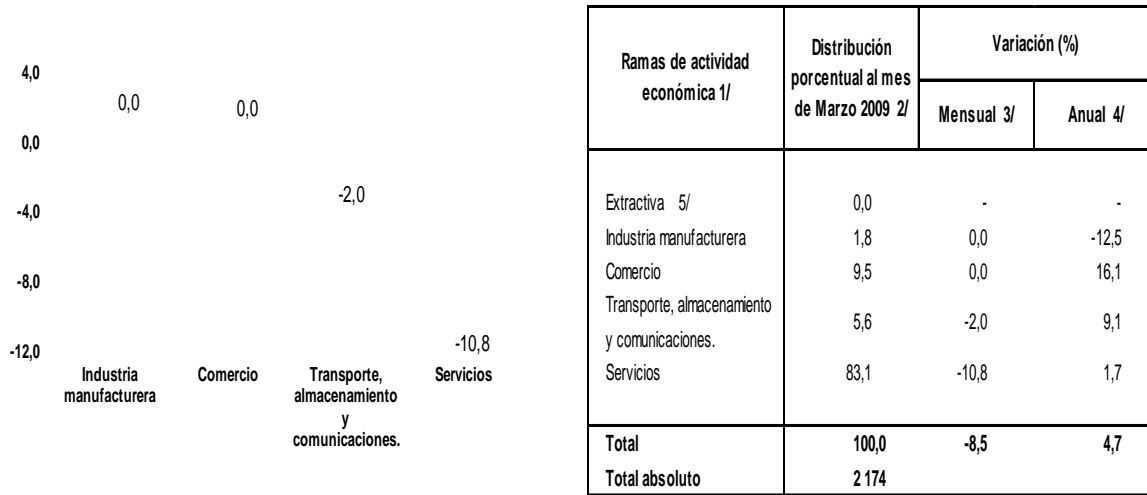 4,0
0,0
-4,0
-8,0
-12,0
0,0
0,0
-2,0
-10,8
Industria
manufacturera
Comercio
Transporte,
almacenamiento
y
comunicaciones.
Servicios
Ramas de actividad
económica 1/
Distribución
porcentual al mes
de Marzo 2009 2/
Variación (%)
Mensual 3/
Anual 4/
Extractiva 5/ 0,0 - -
Industria manufacturera 1,8 0,0 -12,5
Comercio 9,5 0,0 16,1
Transporte, almacenamiento
y comunicaciones. 5,6 -2,0 9,1
Servicios 83,1 -10,8 1,7
Total 100,0 -8,5 4,7
Total absoluto 2 174